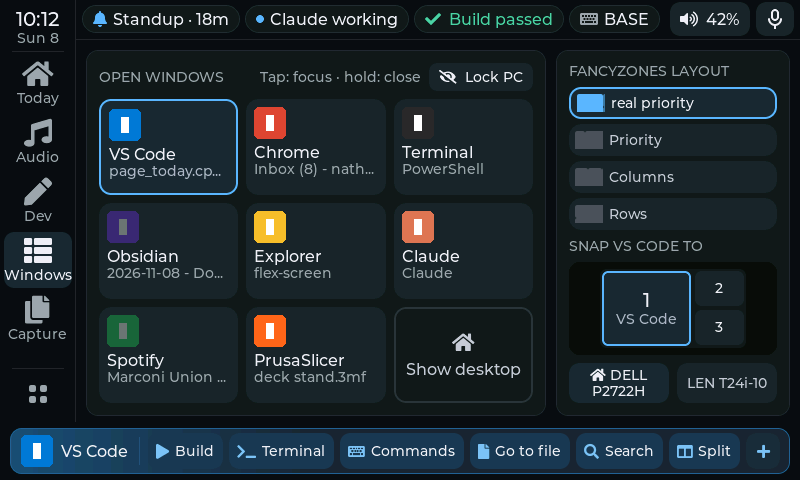 10:12
Sun 8
Standup · 18m
Claude working
Build passed
BASE
42%
Today
Audio
Dev
Windows
Capture
OPEN WINDOWS
Tap: focus · hold: close
Lock PC
VS Code
page_today.cp...
Chrome
Inbox (8) - nath...
Terminal
PowerShell
Obsidian
2026-11-08 - Do...
Explorer
flex-screen
Claude
Claude
Spotify
Marconi Union ...
PrusaSlicer
deck stand.3mf
Show desktop
FANCYZONES LAYOUT
real priority
Priority
Columns
Rows
SNAP VS CODE TO
1
VS Code
2
3
DELL
P2722H
LEN T24i-10
VS Code
Build
Terminal
Commands
Go to file
Search
Split